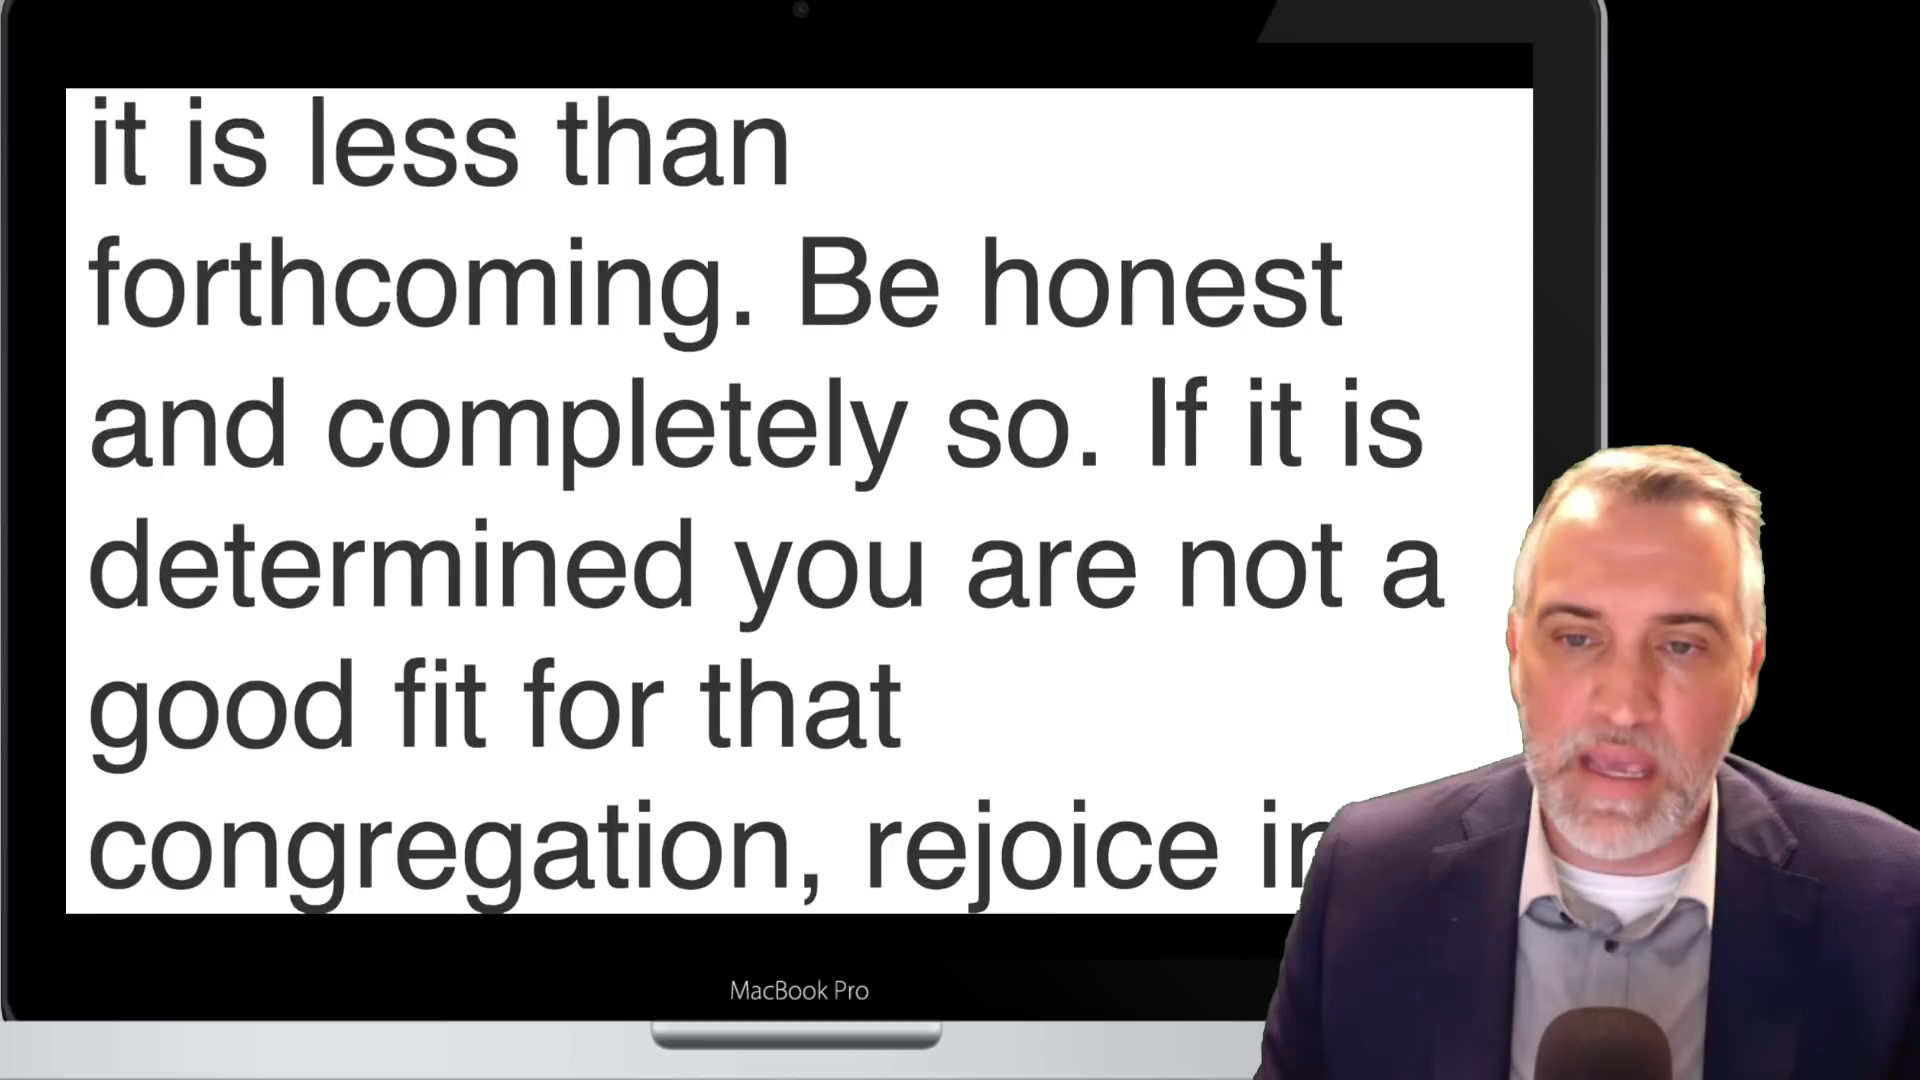 it is less than
forthcoming. Be honest
and completely so. If it is
determined you are not a
good fit for that
congregation, rejoice in
MacBook Pro